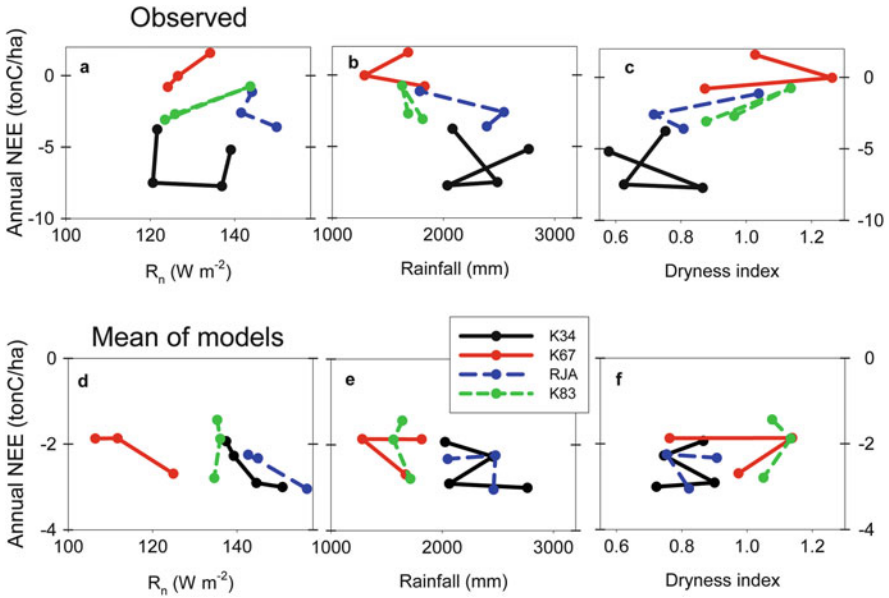 Observed
a
b
c
Annual NEE (tonC/ha)
0
-5
-10
0
-5
-10
100
120
140
1000
2000
3000
0.6
0.8
1.0
1.2
Rn (W m-2)
Rainfall (mm)
Dryness index
Mean of models
K34
K67
RJA
K83
d
e
f
Annual NEE (tonC/ha)
0
-2
-4
0
-2
-4
100
120
140
1000
2000
3000
0.6
0.8
1.0
1.2
Rn (W m-2)
Rainfall (mm)
Dryness index